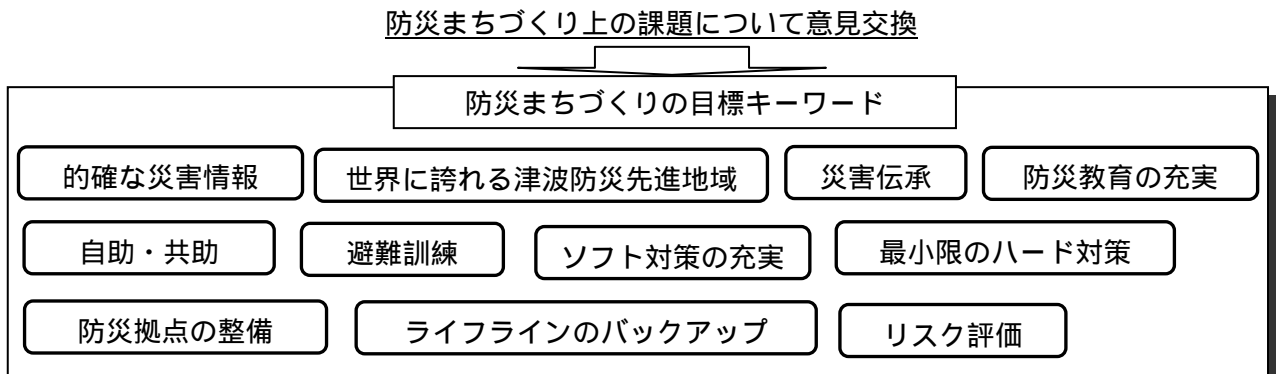 防災まちづくり上の課題について意見交換
防災まちづくりの目標キーワード
的確な災害情報
世界に誇れる津波防災先進地域
災害伝承
防災教育の充実
自助・共助
避難訓練
ソフト対策の充実
最小限のハード対策
防災拠点の整備
ライフラインのバックアップ
リスク評価